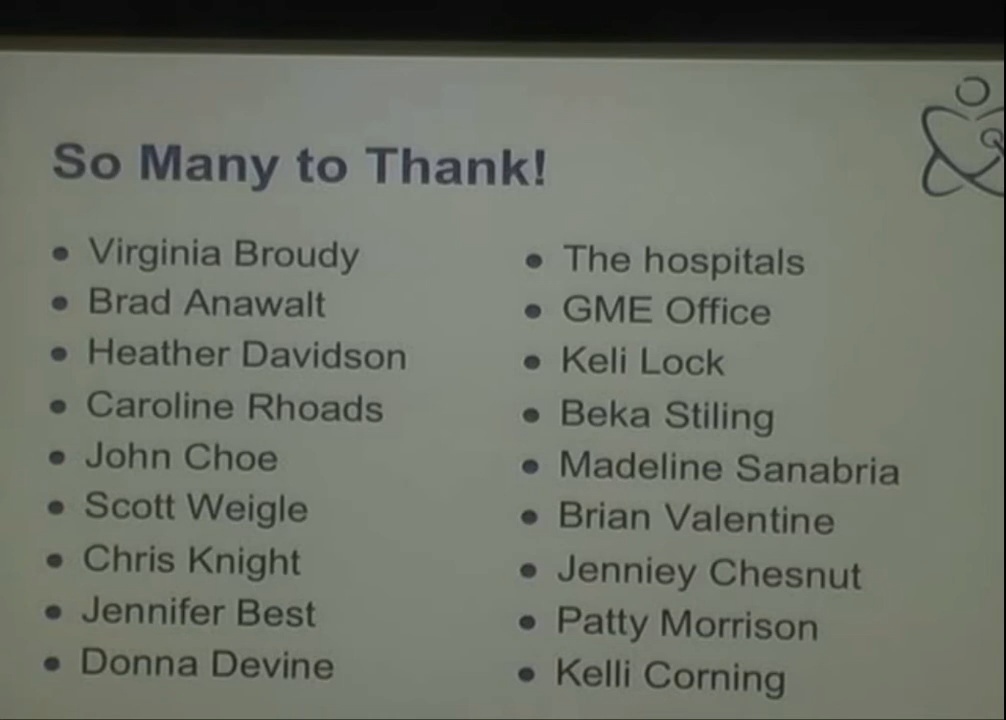 So Many to Thank!
• Virginia Broudy
• Brad Anawalt
• Heather Davidson
• Caroline Rhoads
• John Choe
• Scott Weigle
• Chris Knight
• Jennifer Best
• Donna Devine
• The hospitals
• GME Office
• Keli Lock
• Beka Stiling
• Madeline Sanabria
• Brian Valentine
• Jenniey Chesnut
• Patty Morrison
• Kelli Corning